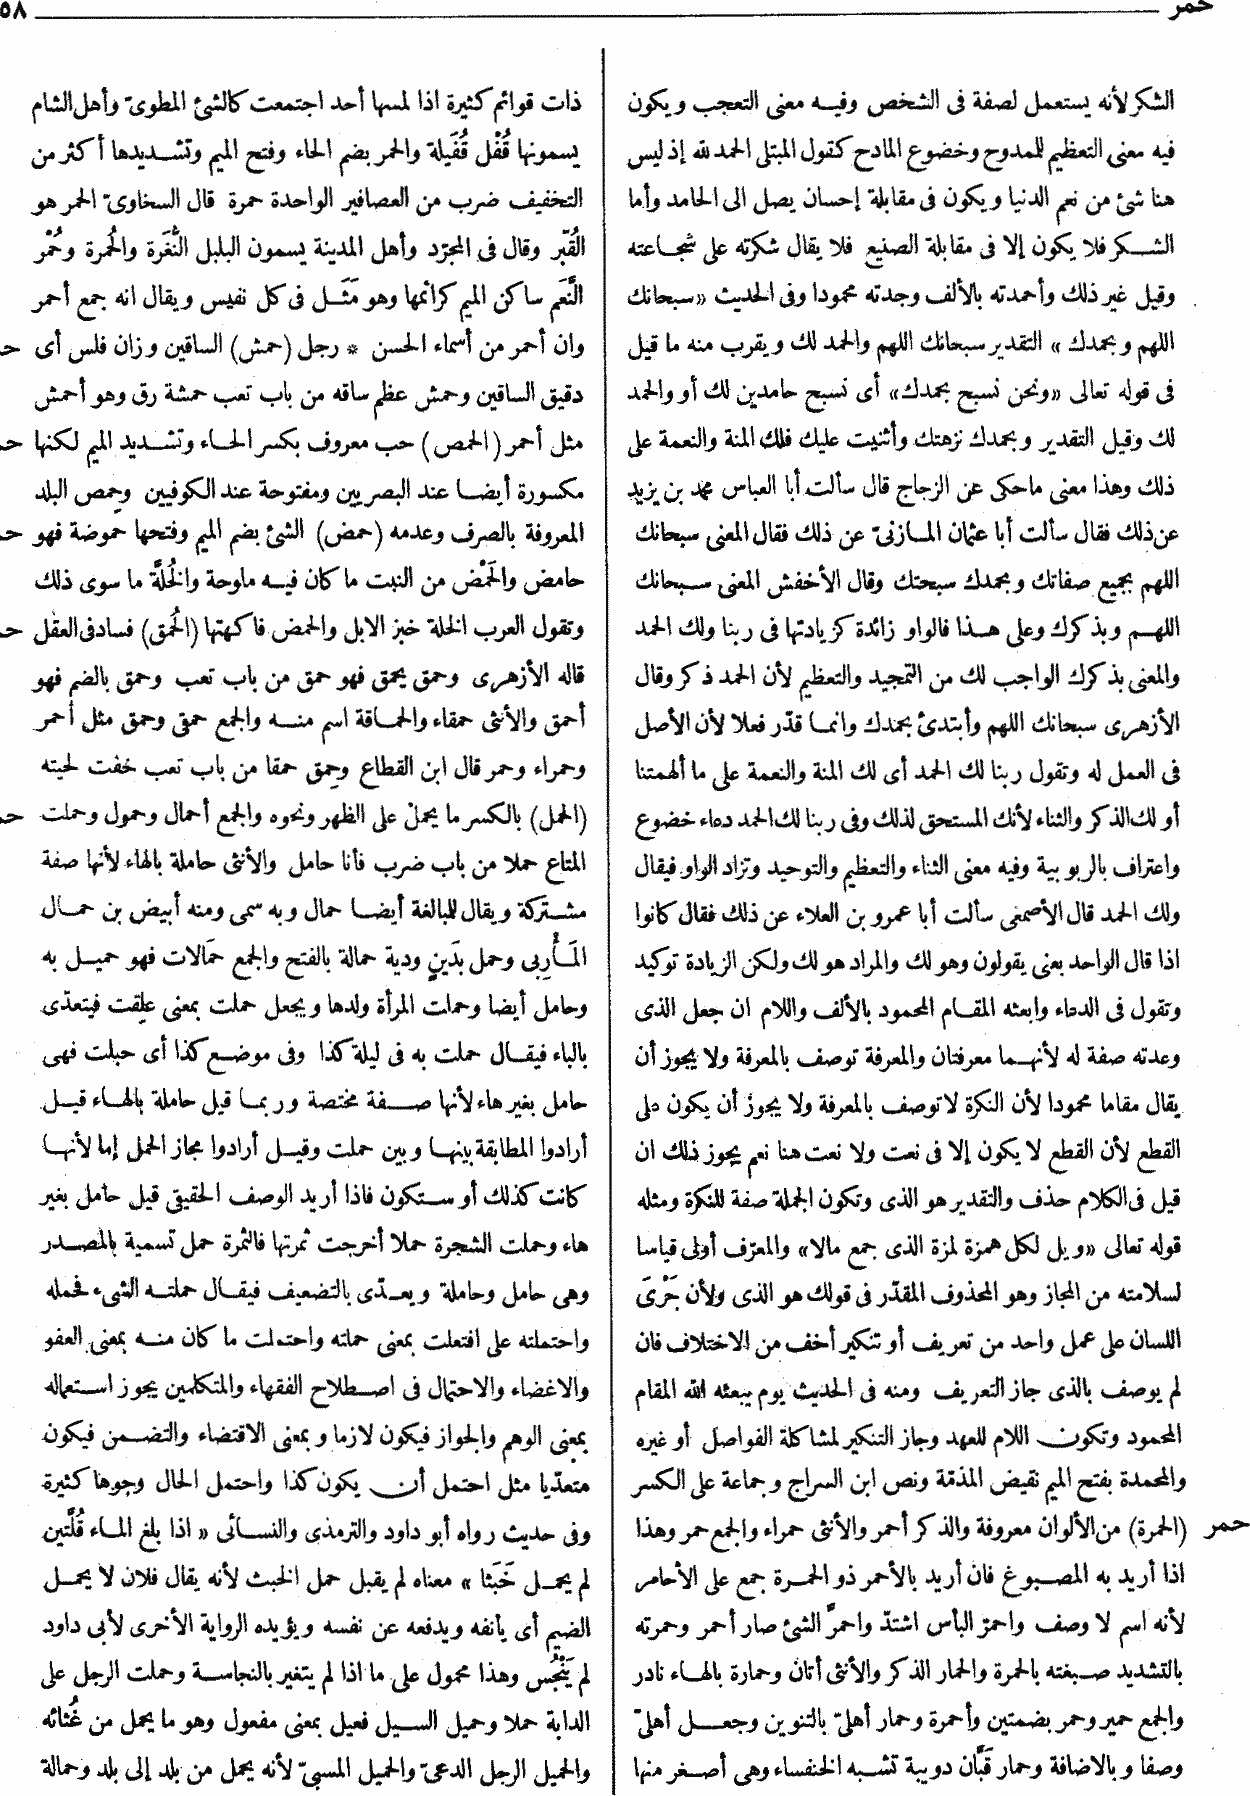 حمر
٥٨
الشكر لأنه يستعمل لصفة فى الشخص وفيه معنى التعجب ويكون
فيه معنى التعظيم للممدوح وخضوع المادح كقول المبتلى الحمد لله إذ ليس
هنا شئ من نعم الدنيا ويكون فى مقابلة إحسان يصل الى الحامد وأما
الشكر فلا يكون إلا فى مقابلة الصنيع فلا يقال شكرته على شجاعته
وقيل غير ذلك وأحمدته بالألف وجدته محمودا وفى الحديث «سبحانك
اللهم وبحمدك» التقدير سبحانك اللهم والحمد لك ويقرب منه ما قيل
فى قوله تعالى «ونحن نسبح بحمدك» أى نسبح حامدين لك أو والحمد
لك وقيل التقدير وبحمدك نزهتك وأثنيت عليك فلك المنة والنعمة على
ذلك وهذا معنى ماحكى عن الزجاج قال سألت أبا العباس محمد بن يزيد
عن ذلك فقال سألت أبا عثمان المازنىّ عن ذلك فقال المعنى سبحانك
اللهم بجميع صفاتك وبحمدك سبحتك وقال الأخفش المعنى سبحانك
اللهم وبذكرك وعلى هذا فالواو زائدة كزيادتها فى ربنا ولك الحمد
والمعنى بذكرك الواجب لك من التمجيد والتعظيم لأن الحمد ذكر وقال
الأزهرى سبحانك اللهم وأبتدئ بحمدك وانما قدّر فعلا لأن الأصل
فى العمل له وتقول ربنا لك الحمد أى لك المنة والنعمة على ما ألهمتنا
أو لك الذكر والثناء لأنك المستحق لذلك وفى ربنا لك الحمد دعاء خضوع
واعتراف بالربوبية وفيه معنى الثناء والتعظيم والتوحيد وتزاد الواو فيقال
ولك الحمد قال الأصمعى سألت أبا عمرو بن العلاء عن ذلك فقال كانوا
اذا قال الواحد بعنى يقولون وهو لك والمراد هو لك ولكن الزيادة توكيد
وتقول فى الدعاء وابعثه المقام المحمود بالألف واللام ان جعل الذى
وعدته صفة له لأنهما معرفتان والمعرفة توصف بالمعرفة ولا يجوز أن
يقال مقاما محمودا لأن النكرة لا توصف بالمعرفة ولا يجوز أن يكون على
القطع لأن القطع لا يكون إلا فى نعت ولا نعت هنا نعم يجوز ذلك ان
قيل فى الكلام حذف والتقدير هو الذى وتكون الجملة صفة للنكرة ومثله
قوله تعالى «ويل لكل همزة لمزة الذى جمع مالا» والمعرّف أولى قياسا
لسلامته من المجاز وهو المحذوف المقدّر فى قولك هو الذى ولأن جَرْىَ
اللسان على عمل واحد من تعريف أو تنكير أخف من الاختلاف فان
لم يوصف بالذى جاز التعريف ومنه فى الحديث يوم يبعثه الله المقام
المحمود وتكون اللام للعهد وجاز التنكير لمشاكلة الفواصل أو غيره
والمحمدة بفتح الميم نقيض المذمّة ونص ابن السراج وجماعة على الكسر
حمر (الحمرة) من الألوان معروفة والذكر أحمر والأنثى حمراء والجمع حمر وهذا
اذا أريد به المصبوغ فان أريد بالأحمر ذو الحمرة جمع على الأحامر
لأنه اسم لا وصف واحمرّ البأس اشتدّ واحمرَّ الشئ صار أحمر وحمرته
بالتشديد صبغته بالحمرة والحمار الذكر والأنثى أتان وحمارة بالهاء نادر
والجمع حمير وحمر بضمتين وأحمرة وحمار أهلىّ بالتنوين وجعل أهلىّ
وصفا وبالاضافة وحمار قَبَّان دويبة تشبه الخنفساء وهى أصغر منها
ذات قوائم كثيرة اذا لمسها أحد اجتمعت كالشئ المطوىّ وأهل الشام
يسمونها قُفْل قُفَيلة والحمر بضم الحاء وفتح الميم وتشديدها أكثر من
التخفيف ضرب من العصافير الواحدة حمرة قال السخاوىّ الحمر هو
القُبّر وقال فى المجرّد وأهل المدينة يسمون البلبل النُّغَرة والحُمرة وحُمْر
النَّعَم ساكن الميم كرائمها وهو مَثَل فى كل نفيس ويقال انه جمع أحمر
وان أحمر من أسماء الحسن * رجل (حمش) الساقين وزان فلس أى
دقيق الساقين وحمش عظم ساقه من باب تعب حمشة رق وهو أحمش
مثل أحمر (الحمص) حب معروف بكسر الحاء وتشديد الميم لكنها
مكسورة أيضا عند البصريين ومفتوحة عند الكوفيين وحِمص البلد
المعروفة بالصرف وعدمه (حمض) الشئ بضم الميم وفتحها حموضة فهو
حامض والحَمْض من النبت ما كان فيه ملوحة والخُلَّة ما سوى ذلك
وتقول العرب الخلة خبز الابل والحمض فاكهتها (الحُمق) فساد فى العقل
قاله الأزهرى وحمق يحمق فهو حمق من باب تعب وحمق بالضم فهو
أحمق والأنثى حمقاء والحماقة اسم منه والجمع حمقى وحمق مثل أحمر
وحمراء وحمر قال ابن القطاع وحمِق حمقا من باب تعب خفت لحيته
(الحمل) بالكسر ما يحمل على الظهر ونحوه والجمع أحمال وحمول وحملت
المتاع حملا من باب ضرب فأنا حامل والأنثى حاملة بالهاء لأنها صفة
مشتركة ويقال للبالغة أيضا حمال وبه سمى ومنه أبيض بن حمال
المَأْرِبى وحمل بدَينٍ ودية حمالة بالفتح والجمع حَمَالات فهو حميل به
وحامل أيضا وحملت المرأة ولدها ويجعل حملت بمعنى علِقت فيتعدّى
بالباء فيقال حملت به فى ليلة كذا وفى موضع كذا أى حبلت فهى
حامل بغير هاء لأنها صفة مختصة وربما قيل حاملة بالهاء قيل
أرادوا المطابقة بينها وبين حملت وقيل أرادوا مجاز الحمل إما لأنها
كانت كذلك أو ستكون فاذا أريد الوصف الحقيقى قيل حامل بغير
هاء وحملت الشجرة حملا أخرجت ثمرتها فالثمرة حمل تسمية بالمصدر
وهى حامل وحاملة ويعدّى بالتضعيف فيقال حملته الشىء فحمله
واحتملته على افتعلت بمعنى حملته واحتملت ما كان منه بمعنى العفو
والاغضاء والاحتمال فى اصطلاح الفقهاء والمتكلمين يجوز استعماله
بمعنى الوهم والجواز فيكون لازما وبمعنى الاقتضاء والتضمن فيكون
متعدّيا مثل احتمل أن يكون كذا واحتمل الحال وجوها كثيرة
وفى حديث رواه أبو داود والترمذى والنسائى «اذا بلغ الماء قُلَّتين
لم يحمل خَبَثا» معناه لم يقبل حمل الخبث لأنه يقال فلان لا يحمل
الضيم أى يأنفه ويدفعه عن نفسه ويؤيده الرواية الأخرى لأبى داود
لم يَنْجُس وهذا محمول على ما اذا لم يتغير بالنجاسة وحملت الرجل على
الدابة حملا وحميل السيل فعيل بمعنى مفعول وهو ما يحمل من غُثائه
والحميل الرجل الدعىّ والحميل المسبىّ لأنه يحمل من بلد إلى بلد وحمالة